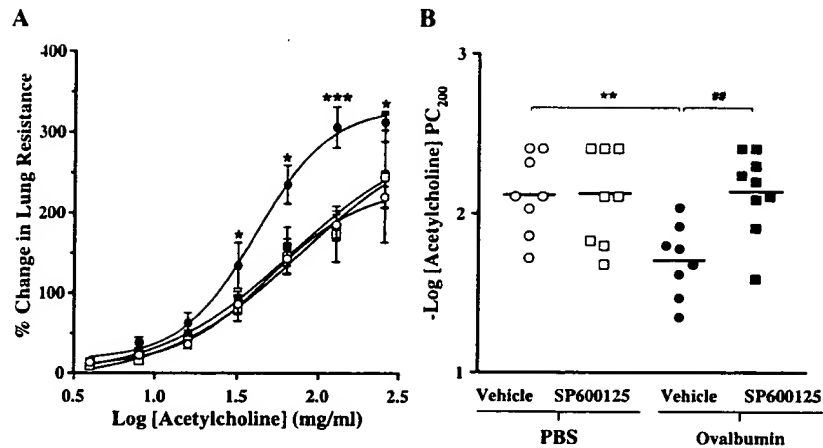 A
% Change in Lung Resistance
400
300
200
100
0
0.5 1.0 1.5 2.0 2.5
Log [Acetylcholine] (mg/ml)
* * *** *
B
-Log [Acetylcholine] PC200
3
2
1
** ##
Vehicle SP600125 Vehicle SP600125
PBS Ovalbumin